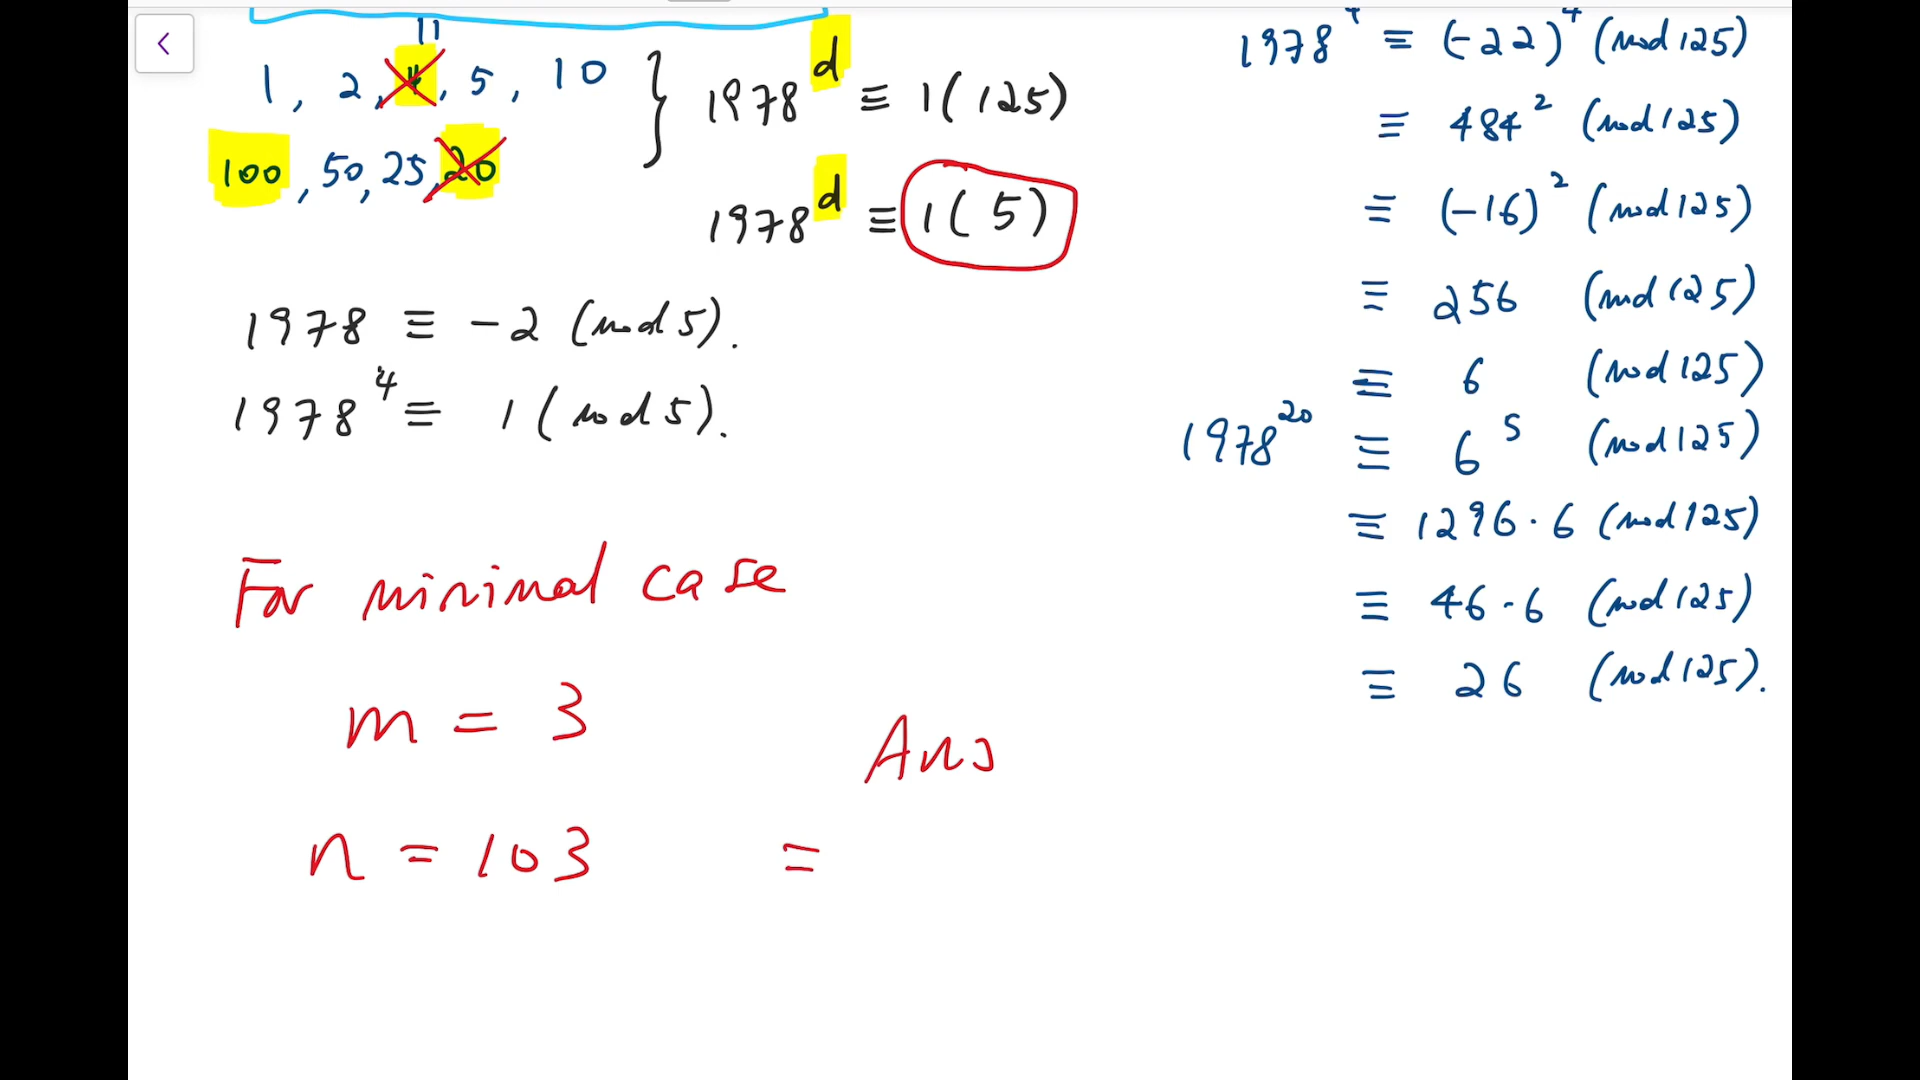 11
1, 2, 4, 5, 10 } 1978^d ≡ 1(125)
100, 50, 25, 20
1978^d ≡ 1(5)
1978 ≡ -2 (mod 5).
1978^4 ≡ 1 (mod 5).
For minimal case
m = 3
n = 103
Ans
=
1978^4 ≡ (-22)^4 (mod 125)
≡ 484^2 (mod 125)
≡ (-16)^2 (mod 125)
≡ 256 (mod 125)
≡ 6 (mod 125)
1978^20 ≡ 6^5 (mod 125)
≡ 1296·6 (mod 125)
≡ 46·6 (mod 125)
≡ 26 (mod 125).